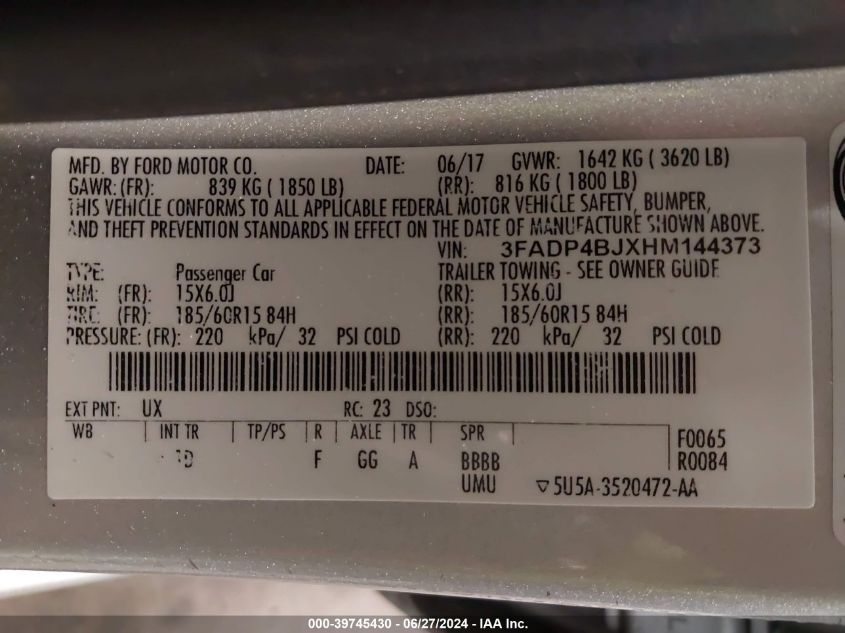 MFD. BY FORD MOTOR CO. DATE: 06/17 GVWR: 1642 KG ( 3620 LB)
GAWR: (FR): 839 KG ( 1850 LB) (RR): 816 KG ( 1800 LB)
THIS VEHICLE CONFORMS TO ALL APPLICABLE FEDERAL MOTOR VEHICLE SAFETY, BUMPER,
AND THEFT PREVENTION STANDARDS IN EFFECT ON THE DATE OF MANUFACTURE SHOWN ABOVE.
VIN: 3FADP4BJXHM144373
TYPE: Passenger Car TRAILER TOWING - SEE OWNER GUIDE
RIM: (FR): 15X6.0J (RR): 15X6.0J
TIRE: (FR): 185/60R15 84H (RR): 185/60R15 84H
PRESSURE: (FR): 220 kPa/ 32 PSI COLD (RR): 220 kPa/ 32 PSI COLD
EXT PNT: UX RC: 23 DSO:
WB INT TR TP/PS R AXLE TR SPR F0065
F GG A BBBB R0084
UMU ▽5U5A-3520472-AA
000-39745430 - 06/27/2024 - IAA Inc.